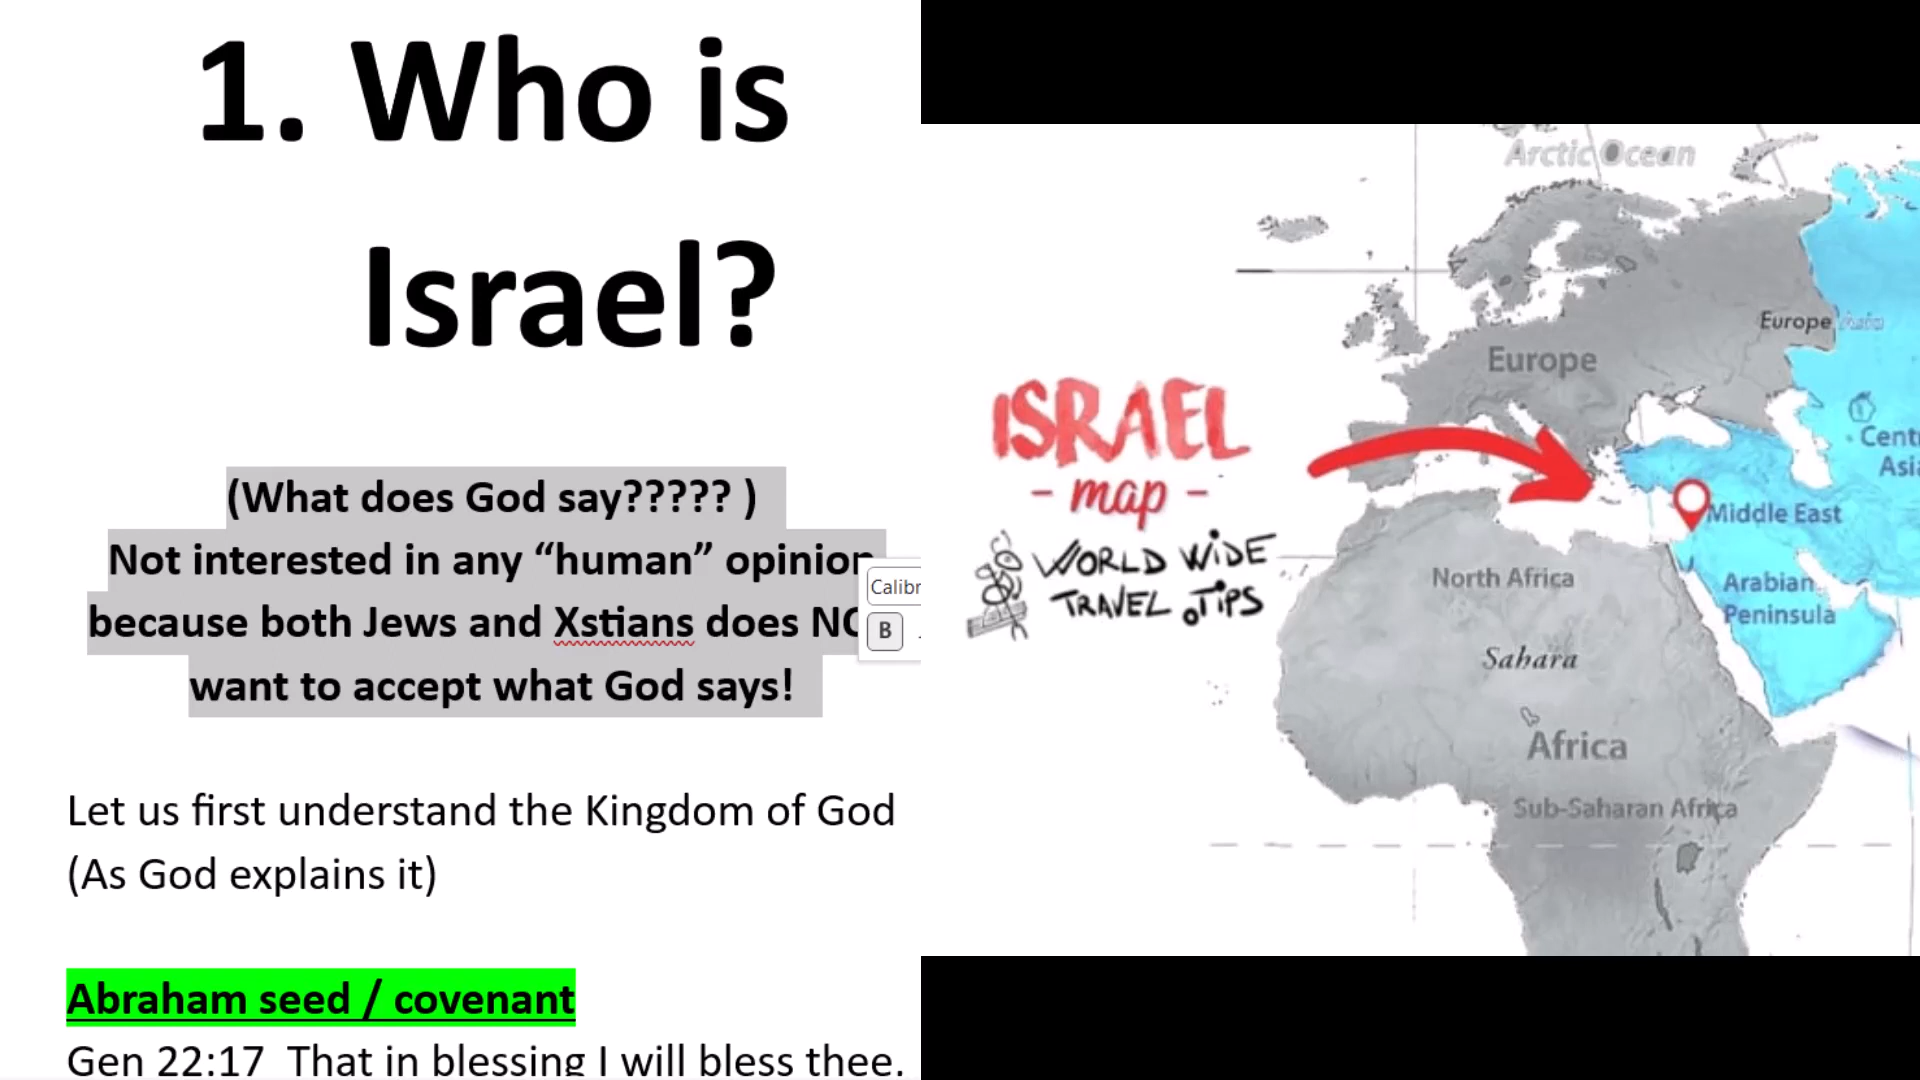 1. Who is
Israel?
(What does God say????? )
Not interested in any “human” opinion
because both Jews and Xstians does
want to accept what God says!
Let us first understand the Kingdom of God
(As God explains it)
Abraham seed / covenant
Gen 22:17  That in blessing I will bless thee,
B
Arctic Ocean
Europe Asia
Europe
ISRAEL
- map -
WORLD WIDE
TRAVEL TIPS
Middle East
North Africa
Arabian
Peninsula
Sahara
Africa
Sub-Saharan Africa